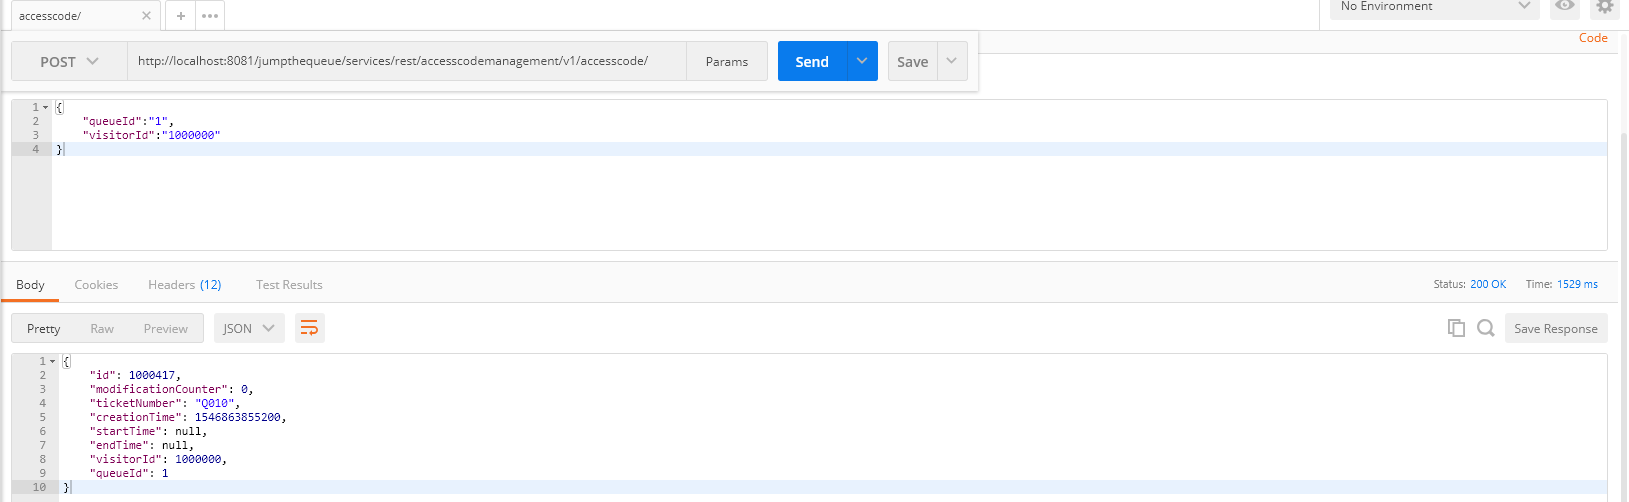 accesscode/
No Environment
Code
POST http://localhost:8081/jumpthequeue/services/rest/accesscodemanagement/v1/accesscode/ Params Send Save
1 {
2 "queueId":"1",
3 "visitorId":"1000000"
4 }
Body Cookies Headers (12) Test Results Status: 200 OK Time: 1529 ms
Pretty Raw Preview JSON Save Response
1 {
2 "id": 1000417,
3 "modificationCounter": 0,
4 "ticketNumber": "Q010",
5 "creationTime": 1546863855200,
6 "startTime": null,
7 "endTime": null,
8 "visitorId": 1000000,
9 "queueId": 1
10 }